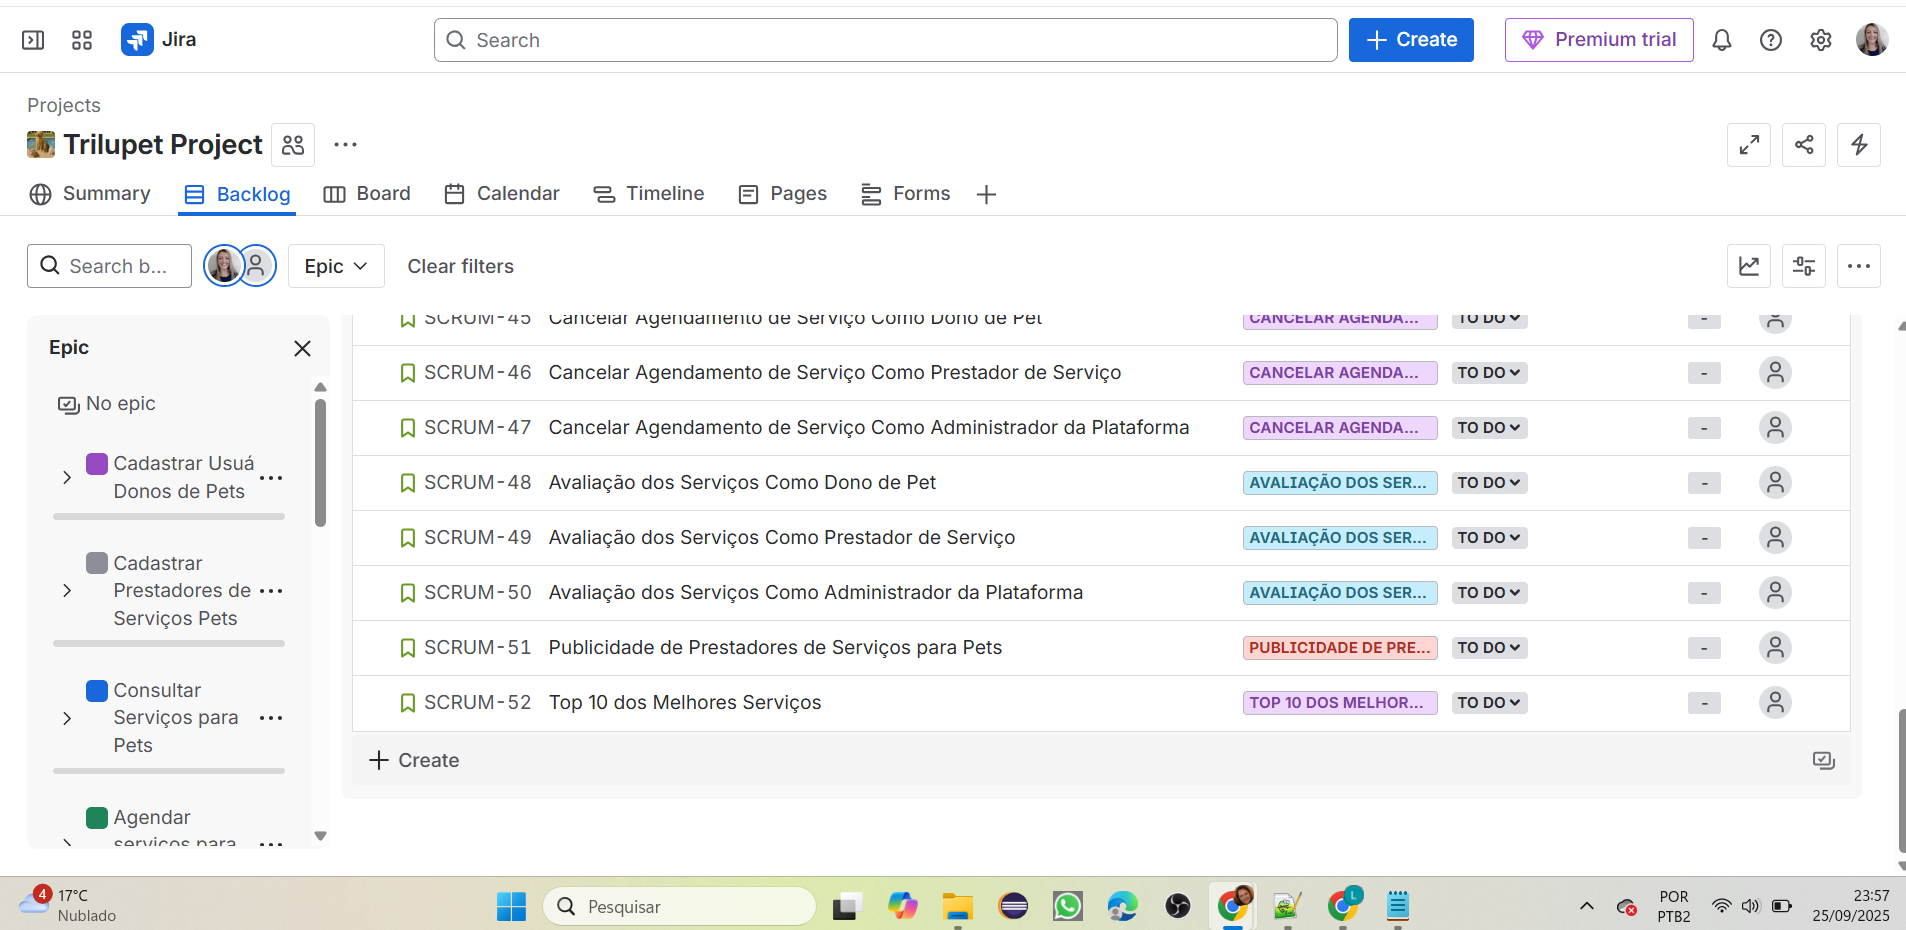 Jira
Search
Create
Premium trial
Projects
Trilupet Project
Summary
Backlog
Board
Calendar
Timeline
Pages
Forms
Search b...
Epic
Clear filters
Epic
No epic
Cadastrar Usuá
Donos de Pets
Cadastrar
Prestadores de
Serviços Pets
Consultar
Serviços para
Pets
Agendar
serviços para
SCRUM-45 Cancelar Agendamento de Serviço Como Dono de Pet CANCELAR AGENDA... TO DO -
SCRUM-46 Cancelar Agendamento de Serviço Como Prestador de Serviço CANCELAR AGENDA... TO DO -
SCRUM-47 Cancelar Agendamento de Serviço Como Administrador da Plataforma CANCELAR AGENDA... TO DO -
SCRUM-48 Avaliação dos Serviços Como Dono de Pet AVALIAÇÃO DOS SER... TO DO -
SCRUM-49 Avaliação dos Serviços Como Prestador de Serviço AVALIAÇÃO DOS SER... TO DO -
SCRUM-50 Avaliação dos Serviços Como Administrador da Plataforma AVALIAÇÃO DOS SER... TO DO -
SCRUM-51 Publicidade de Prestadores de Serviços para Pets PUBLICIDADE DE PRE... TO DO -
SCRUM-52 Top 10 dos Melhores Serviços TOP 10 DOS MELHOR... TO DO -
Create
4
17°C
Nublado
Pesquisar
L
POR
PTB2
23:57
25/09/2025